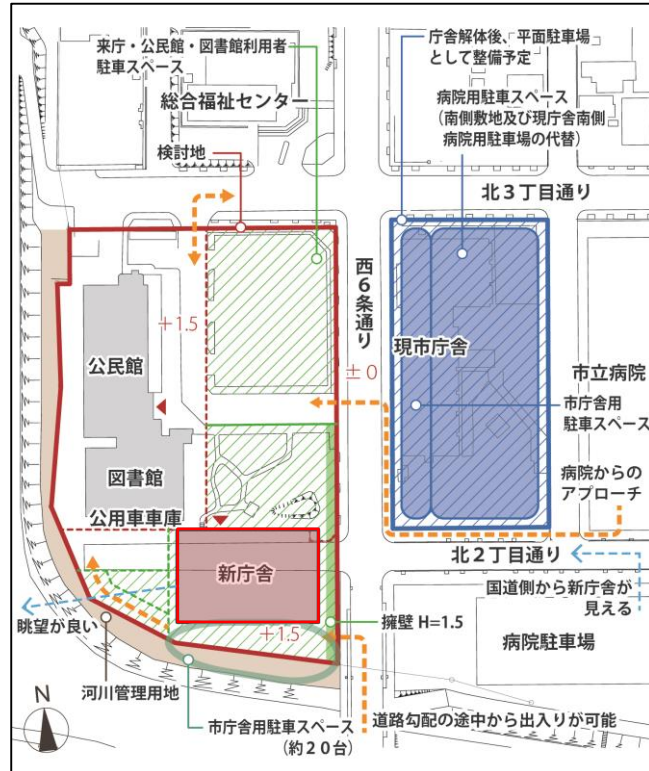 来庁・公民館・図書館利用者
駐車スペース
総合福祉センター
検討地
庁舎解体後、平面駐車場
として整備予定
病院用駐車スペース
(南側敷地及び現庁舎南側
病院用駐車場の代替)
北3丁目通り
西6条通り
+1.5
±0
公民館
現市庁舎
市立病院
市庁舎用
駐車スペース
図書館
公用車車庫
病院からの
アプローチ
新庁舎
北2丁目通り
国道側から新庁舎が
見える
眺望が良い
+1.5
擁壁 H=1.5
病院駐車場
河川管理用地
N
市庁舎用駐車スペース
(約20台)
道路勾配の途中から出入りが可能